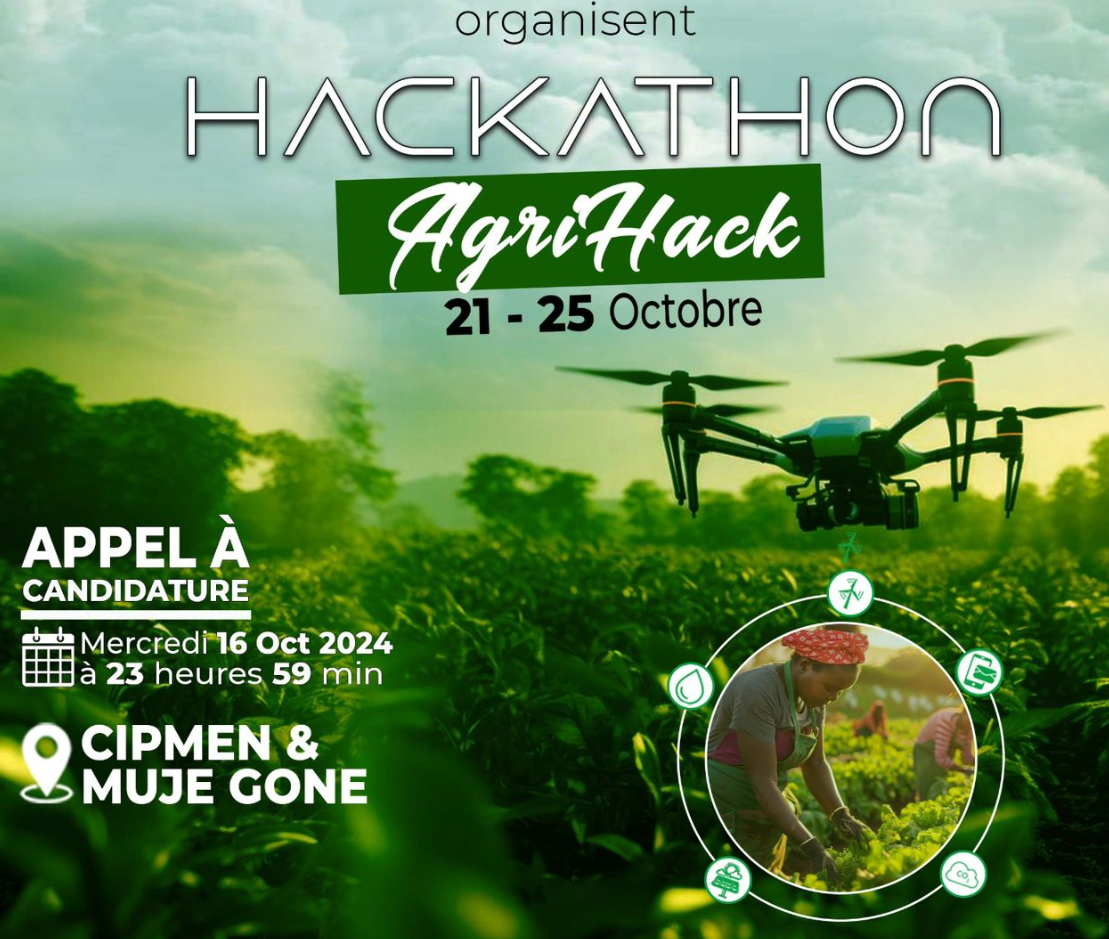 organisent
HACKATHON
AgriHack
21 - 25 Octobre
APPEL À
CANDIDATURE
Mercredi 16 Oct 2024
à 23 heures 59 min
CIPMEN &
MUJE GONE
CO₂